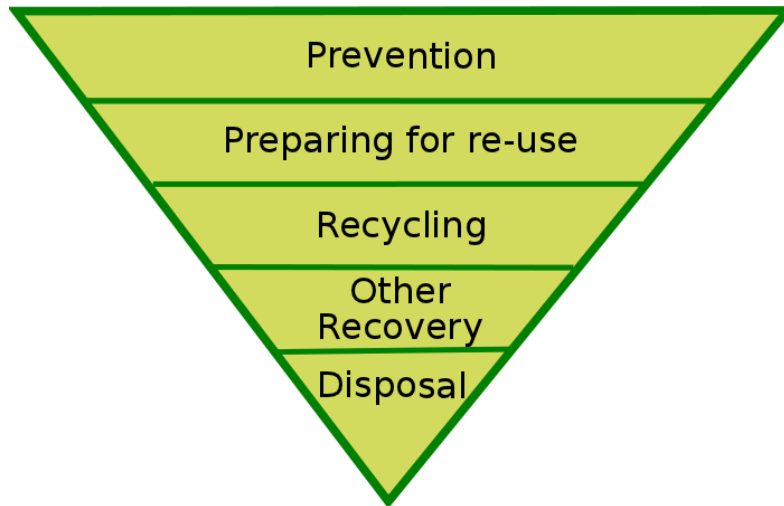 Prevention
Preparing for re-use
Recycling
Other
Recovery
Disposal